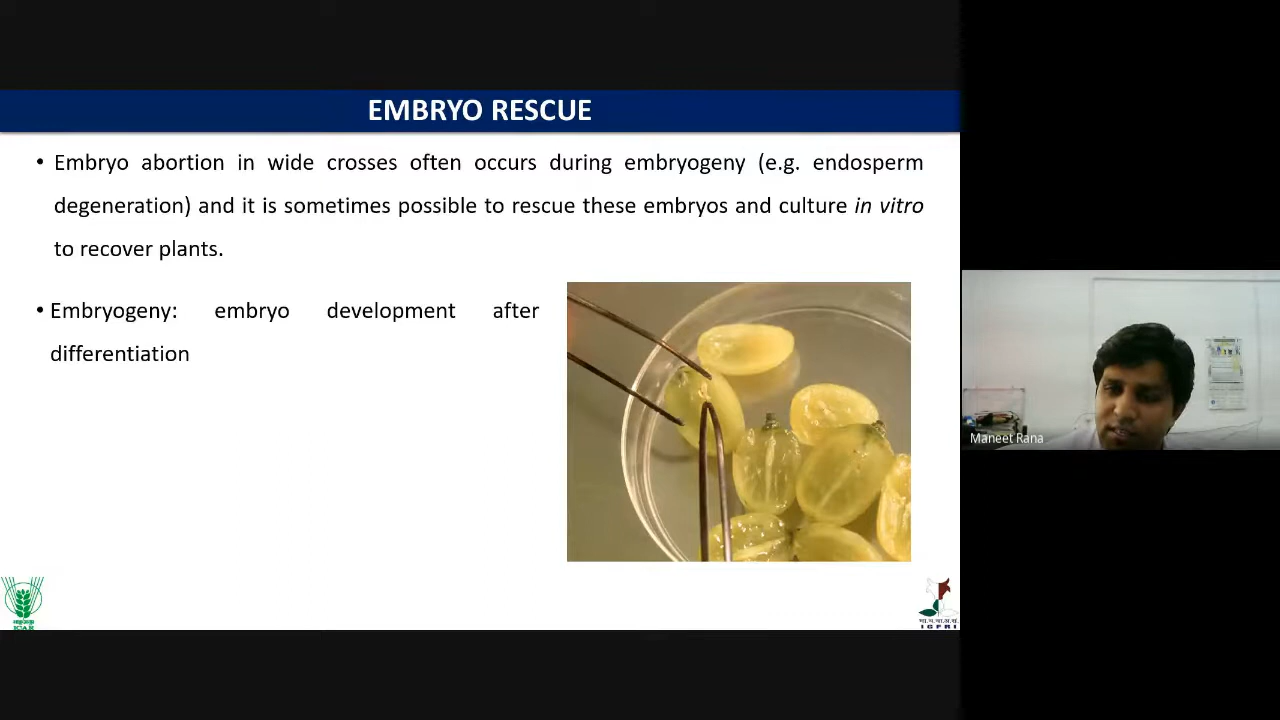 EMBRYO RESCUE
• Embryo abortion in wide crosses often occurs during embryogeny (e.g. endosperm
degeneration) and it is sometimes possible to rescue these embryos and culture in vitro
to recover plants.
• Embryogeny: embryo development after
differentiation
Maneet Rana
ICAR
IGFRI